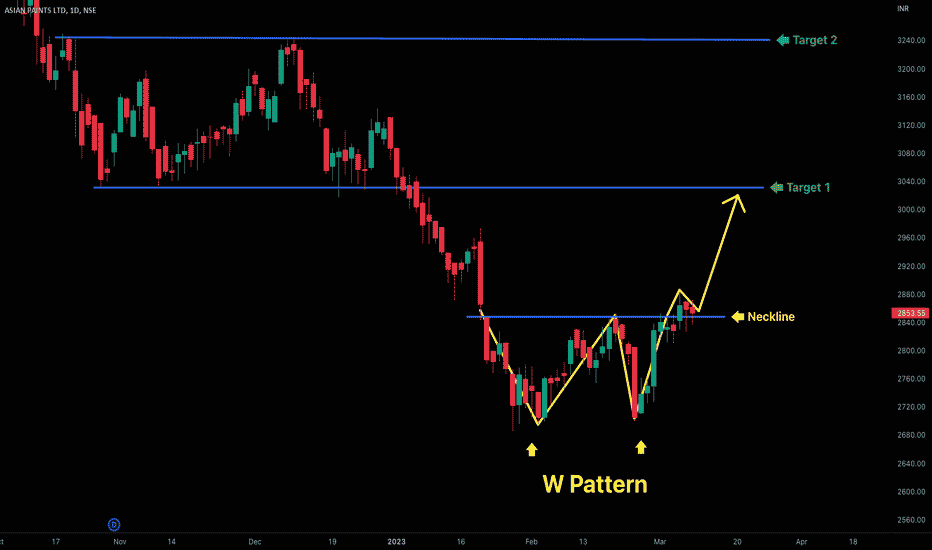 ASIAN PAINTS LTD, 1D, NSE
INR
3240.00
Target 2
3200.00
3160.00
3120.00
3080.00
3040.00
Target 1
3000.00
2960.00
2920.00
2880.00
2853.55
Neckline
2840.00
2800.00
2760.00
2720.00
2680.00
W Pattern
2640.00
2600.00
2560.00
D
ct 17 Nov 14 Dec 19 2023 16 Feb 13 Mar 20 Apr 18